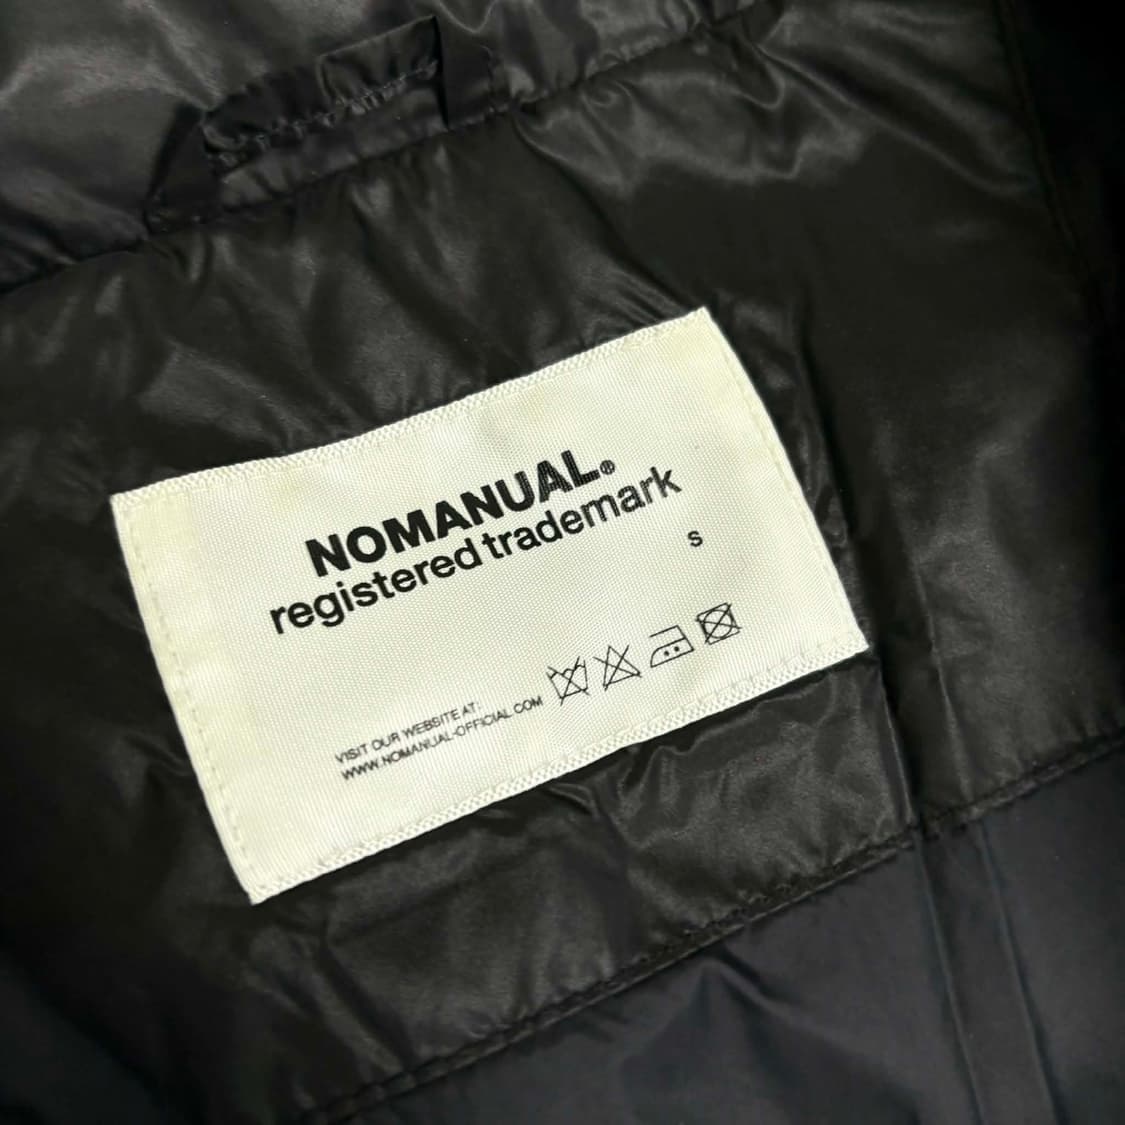 NOMANUAL.®
registered trademark
S
VISIT OUR WEBSITE AT:
WWW.NOMANUAL-OFFICIAL.COM